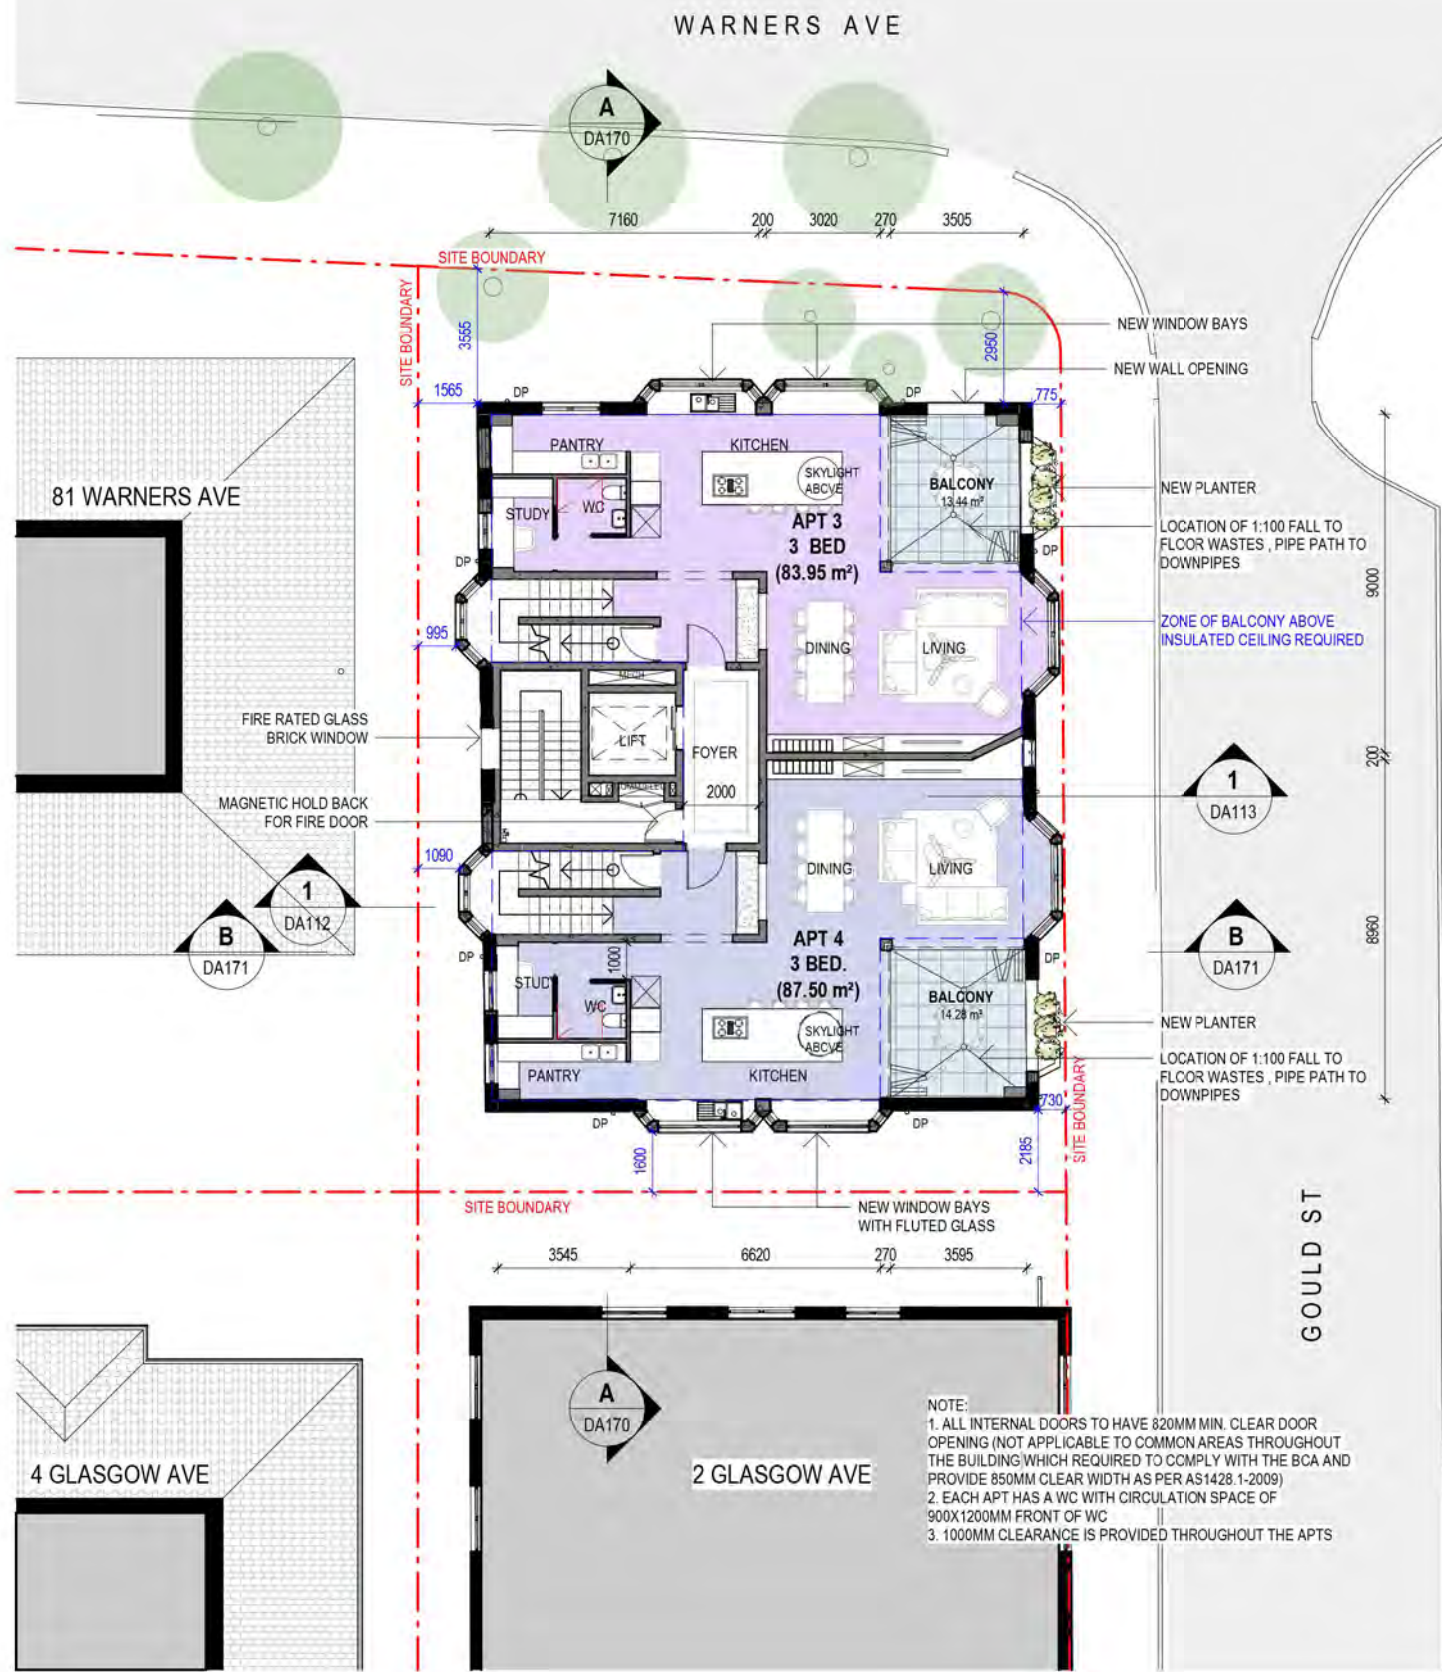 WARNERS AVE
A
DA170
7160
200
3020
270
3505
SITE BOUNDARY
SITE BOUNDARY
3555
2950
NEW WINDOW BAYS
NEW WALL OPENING
1565
DP
DP
775
PANTRY
KITCHEN
SKYLIGHT
ABOVE
BALCONY
13.44 m²
NEW PLANTER
81 WARNERS AVE
STUDY
WC
APT 3
3 BED
(83.95 m²)
LOCATION OF 1:100 FALL TO
FLOOR WASTES , PIPE PATH TO
DOWNPIPES
DP
DP
9000
995
ZONE OF BALCONY ABOVE
INSULATED CEILING REQUIRED
DINING
LIVING
MECH
FIRE RATED GLASS
BRICK WINDOW
LIFT
FOYER
200
1
DA113
2000
MAGNETIC HOLD BACK
FOR FIRE DOOR
1090
DINING
LIVING
1
DA112
B
DA171
B
DA171
8960
DP
DP
APT 4
3 BED.
(87.50 m²)
1000
STUD
WC
BALCONY
14.28 m²
SKYLIGHT
ABOVE
NEW PLANTER
PANTRY
KITCHEN
LOCATION OF 1:100 FALL TO
FLOOR WASTES , PIPE PATH TO
DOWNPIPES
DP
DP
730
1600
2185
SITE BOUNDARY
SITE BOUNDARY
NEW WINDOW BAYS
WITH FLUTED GLASS
GOULD ST
3545
6620
270
3595
A
DA170
4 GLASGOW AVE
2 GLASGOW AVE
NOTE:
1. ALL INTERNAL DOORS TO HAVE 820MM MIN. CLEAR DOOR
OPENING (NOT APPLICABLE TO COMMON AREAS THROUGHOUT
THE BUILDING WHICH REQUIRED TO COMPLY WITH THE BCA AND
PROVIDE 850MM CLEAR WIDTH AS PER AS1428.1-2009)
2. EACH APT HAS A WC WITH CIRCULATION SPACE OF
900X1200MM FRONT OF WC
3. 1000MM CLEARANCE IS PROVIDED THROUGHOUT THE APTS